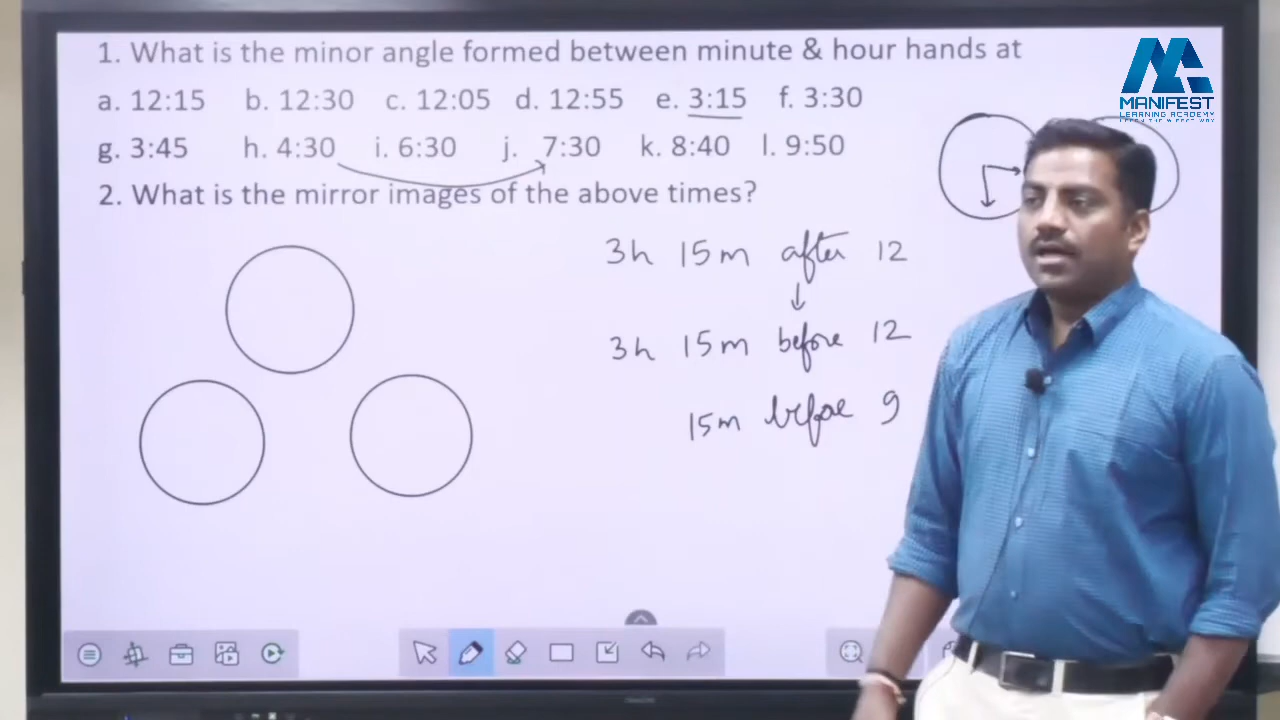 1. What is the minor angle formed between minute & hour hands at
a. 12:15 b. 12:30 c. 12:05 d. 12:55 e. 3:15 f. 3:30
g. 3:45 h. 4:30 i. 6:30 j. 7:30 k. 8:40 l. 9:50
2. What is the mirror images of the above times?
3h 15m after 12
3h 15m before 12
15m before 9
MANIFEST
LEARNING ACADEMY